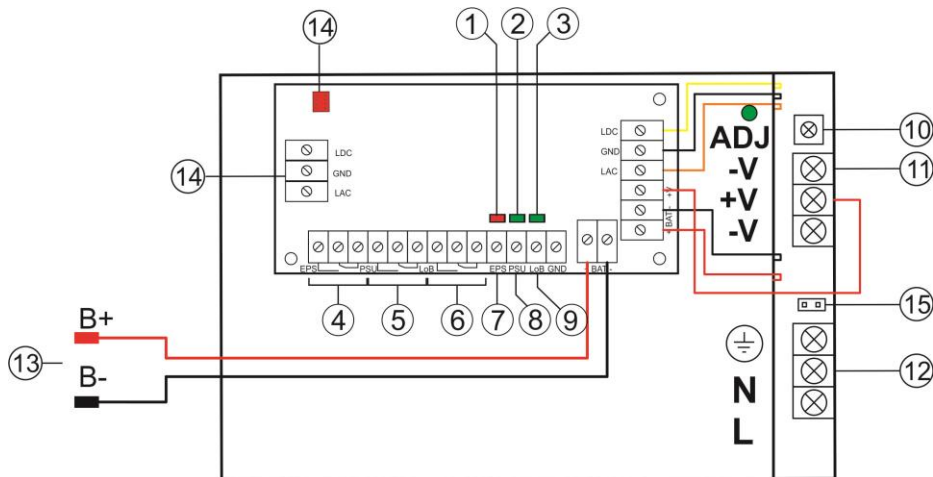 1 2 3
14
LDC
GND
LAC
14
LDC
GND
LAC
+V
- BAT +
ADJ
-V
+V
-V
10
11
EPS PSU LoB EPS PSU LoB GND + BAT -
4 5 6 7 8 9
15
B+
13
B-
N
L
12